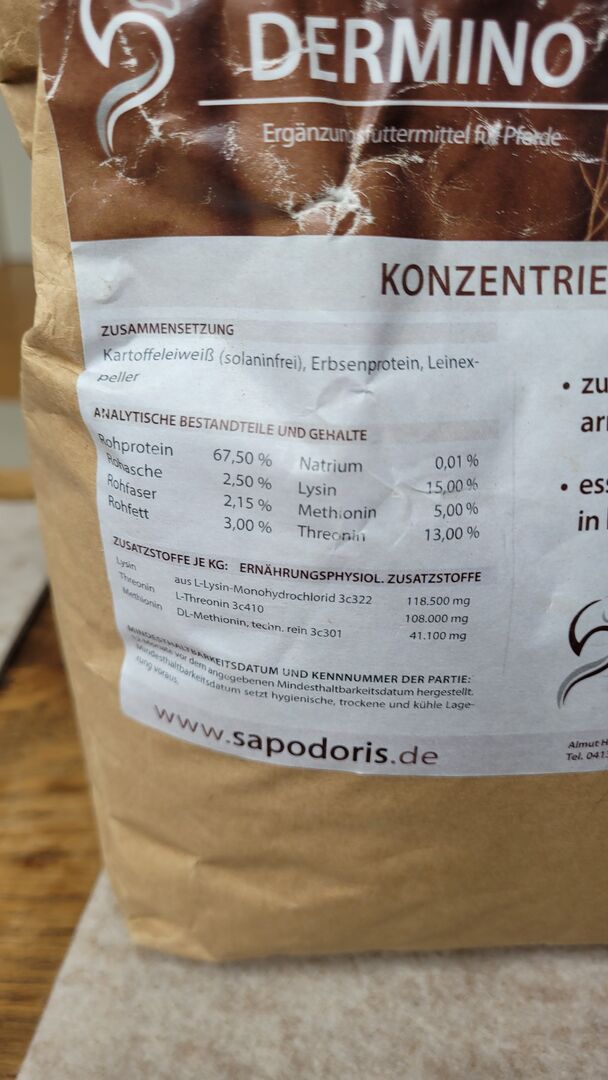 DERMINO
Ergänzungsfuttermittel für Pferde
KONZENTRIE
ZUSAMMENSETZUNG
Kartoffeleiweiß (solaninfrei), Erbsenprotein, Leinex-
peller
ANALYTISCHE BESTANDTEILE UND GEHALTE
Rohprotein 67,50 % Natrium 0,01 %
Rohasche 2,50 % Lysin 15,00 %
Rohfaser 2,15 % Methionin 5,00 %
Rohfett 3,00 % Threonin 13,00 %
ZUSATZSTOFFE JE KG: ERNÄHRUNGSPHYSIOL. ZUSATZSTOFFE
Lysin aus L-Lysin-Monohydrochlorid 3c322 118.500 mg
Threonin L-Threonin 3c410 108.000 mg
Methionin DL-Methionin, techn. rein 3c301 41.100 mg
MINDESTHALTBARKEITSDATUM UND KENNNUMMER DER PARTIE:
Monate vor dem angegebenen Mindesthaltbarkeitsdatum hergestellt.
Mindesthaltbarkeitsdatum setzt hygienische, trockene und kühle Lage-
rung voraus.
www.sapodoris.de
• zu
• ess
in
Almut H
Tel. 041